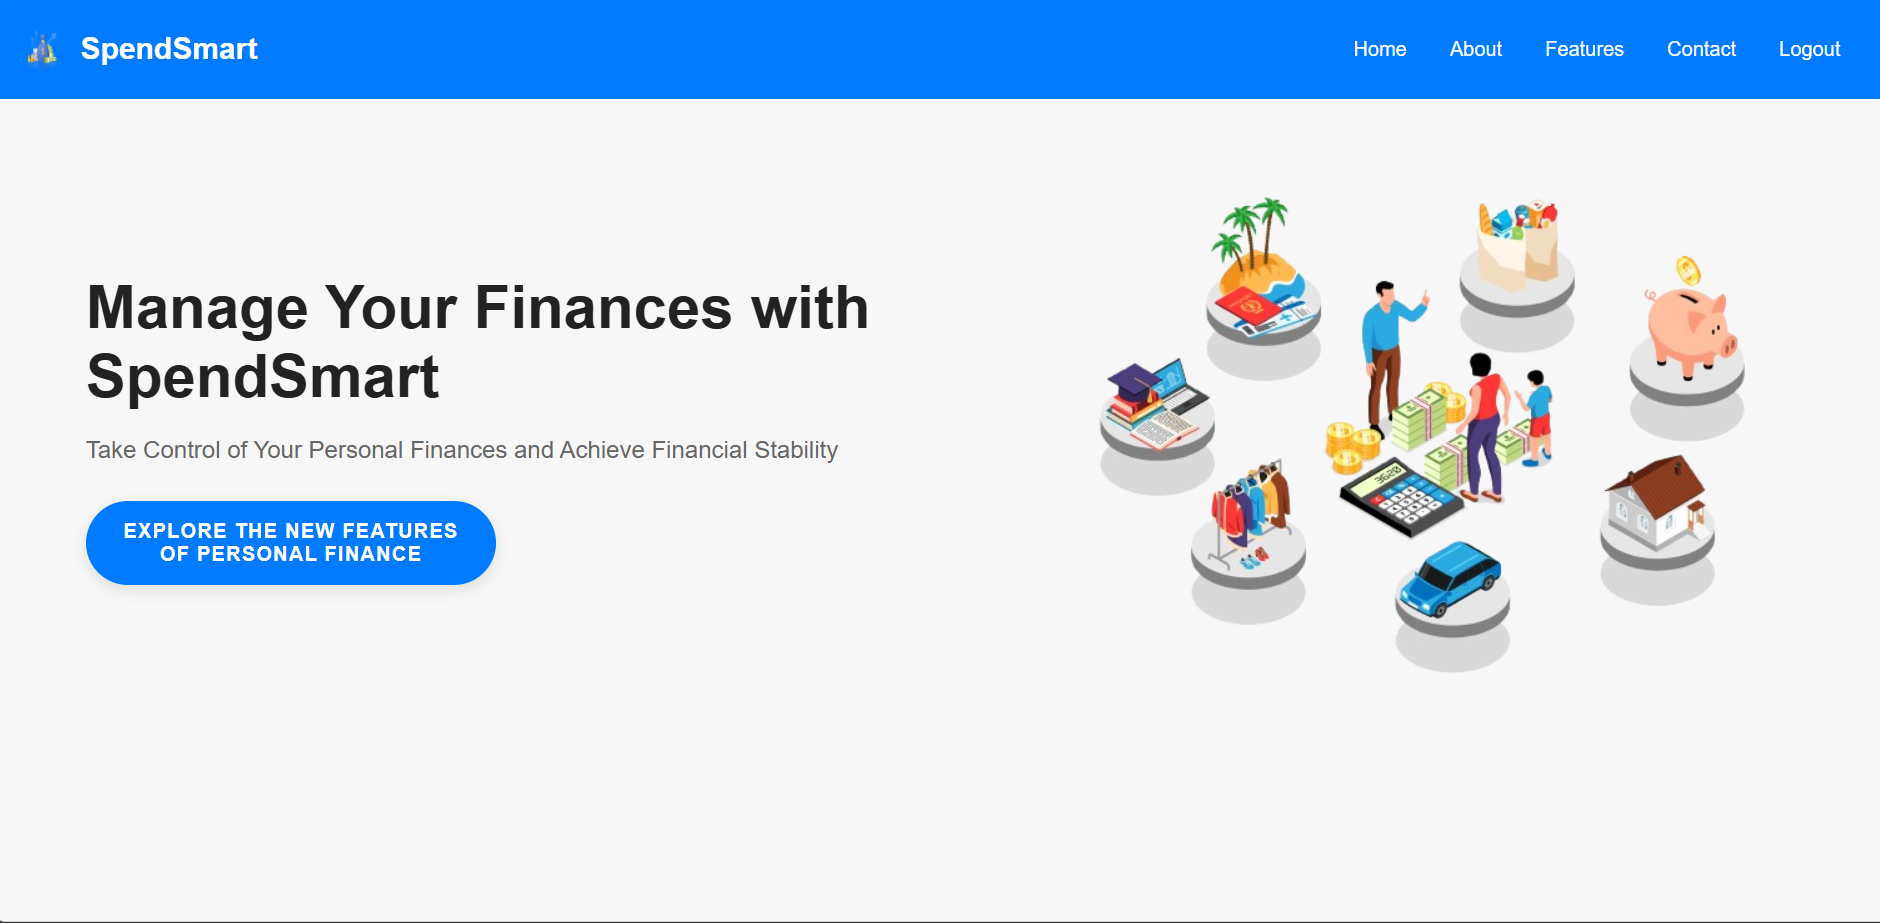 SpendSmart
Home
About
Features
Contact
Logout
Manage Your Finances with
SpendSmart
Take Control of Your Personal Finances and Achieve Financial Stability
EXPLORE THE NEW FEATURES
OF PERSONAL FINANCE
3620